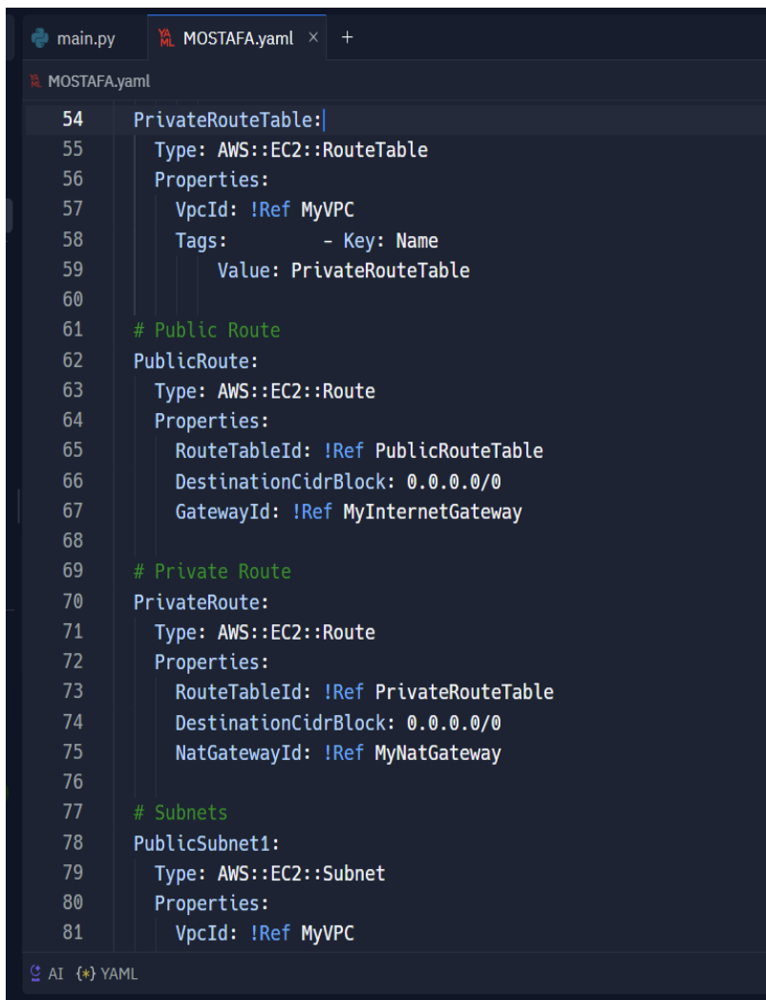 main.py
MOSTAFA.yaml × +
MOSTAFA.yaml
54 PrivateRouteTable:
55 Type: AWS::EC2::RouteTable
56 Properties:
57 VpcId: !Ref MyVPC
58 Tags:         - Key: Name
59 Value: PrivateRouteTable
60
61 # Public Route
62 PublicRoute:
63 Type: AWS::EC2::Route
64 Properties:
65 RouteTableId: !Ref PublicRouteTable
66 DestinationCidrBlock: 0.0.0.0/0
67 GatewayId: !Ref MyInternetGateway
68
69 # Private Route
70 PrivateRoute:
71 Type: AWS::EC2::Route
72 Properties:
73 RouteTableId: !Ref PrivateRouteTable
74 DestinationCidrBlock: 0.0.0.0/0
75 NatGatewayId: !Ref MyNatGateway
76
77 # Subnets
78 PublicSubnet1:
79 Type: AWS::EC2::Subnet
80 Properties:
81 VpcId: !Ref MyVPC
AI {*} YAML